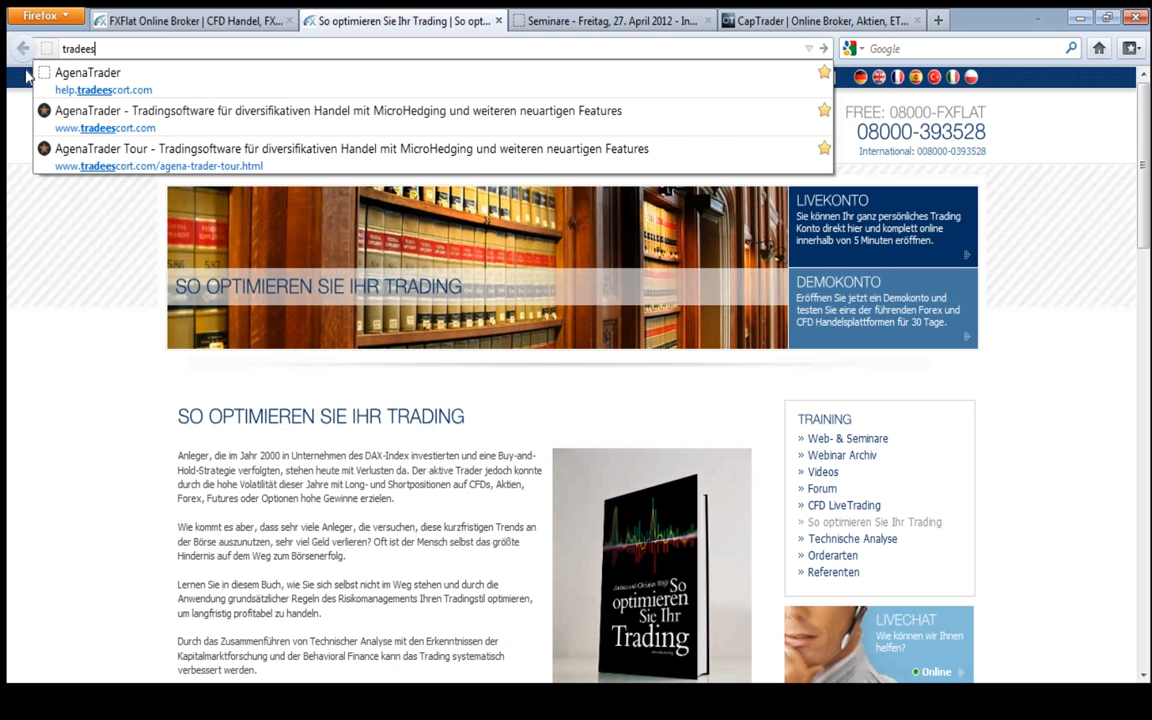 Firefox
FXFlat Online Broker | CFD Handel, FX...
So optimieren Sie Ihr Trading | So opt...
Seminare - Freitag, 27. April 2012 - In...
CapTrader | Online Broker, Aktien, ET...
tradees
Google
AgenaTrader
help.tradeescort.com
AgenaTrader - Tradingsoftware für diversifikativen Handel mit MicroHedging und weiteren neuartigen Features
www.tradeescort.com
AgenaTrader Tour - Tradingsoftware für diversifikativen Handel mit MicroHedging und weiteren neuartigen Features
www.tradeescort.com/agena-trader-tour.html
FREE: 08000-FXFLAT
08000-393528
International: 008000-0393528
SO OPTIMIEREN SIE IHR TRADING
LIVEKONTO
Sie können Ihr ganz persönliches Trading
Konto direkt hier und komplett online
innerhalb von 5 Minuten eröffnen.
DEMOKONTO
Eröffnen Sie jetzt ein Demokonto und
testen Sie eine der führenden Forex und
CFD Handelsplattformen für 30 Tage.
SO OPTIMIEREN SIE IHR TRADING
Anleger, die im Jahr 2000 in Unternehmen des DAX-Index investierten und eine Buy-and-
Hold-Strategie verfolgten, stehen heute mit Verlusten da. Der aktive Trader jedoch konnte
durch die hohe Volatilität dieser Jahre mit Long- und Shortpositionen auf CFDs, Aktien,
Forex, Futures oder Optionen hohe Gewinne erzielen.
Wie kommt es aber, dass sehr viele Anleger, die versuchen, diese kurzfristigen Trends an
der Börse auszunutzen, sehr viel Geld verlieren? Oft ist der Mensch selbst das größte
Hindernis auf dem Weg zum Börsenerfolg.
Lernen Sie in diesem Buch, wie Sie sich selbst nicht im Weg stehen und durch die
Anwendung grundsätzlicher Regeln des Risikomanagements Ihren Tradingstil optimieren,
um langfristig profitabel zu handeln.
Durch das Zusammenführen von Technischer Analyse mit den Erkenntnissen der
Kapitalmarktforschung und der Behavioral Finance kann das Trading systematisch
verbessert werden.
So
optimieren
Sie Ihr
Trading
TRAINING
» Web- & Seminare
» Webinar Archiv
» Videos
» Forum
» CFD LiveTrading
» So optimieren Sie Ihr Trading
» Technische Analyse
» Orderarten
» Referenten
LIVECHAT
Wie können wir Ihnen
helfen?
Online